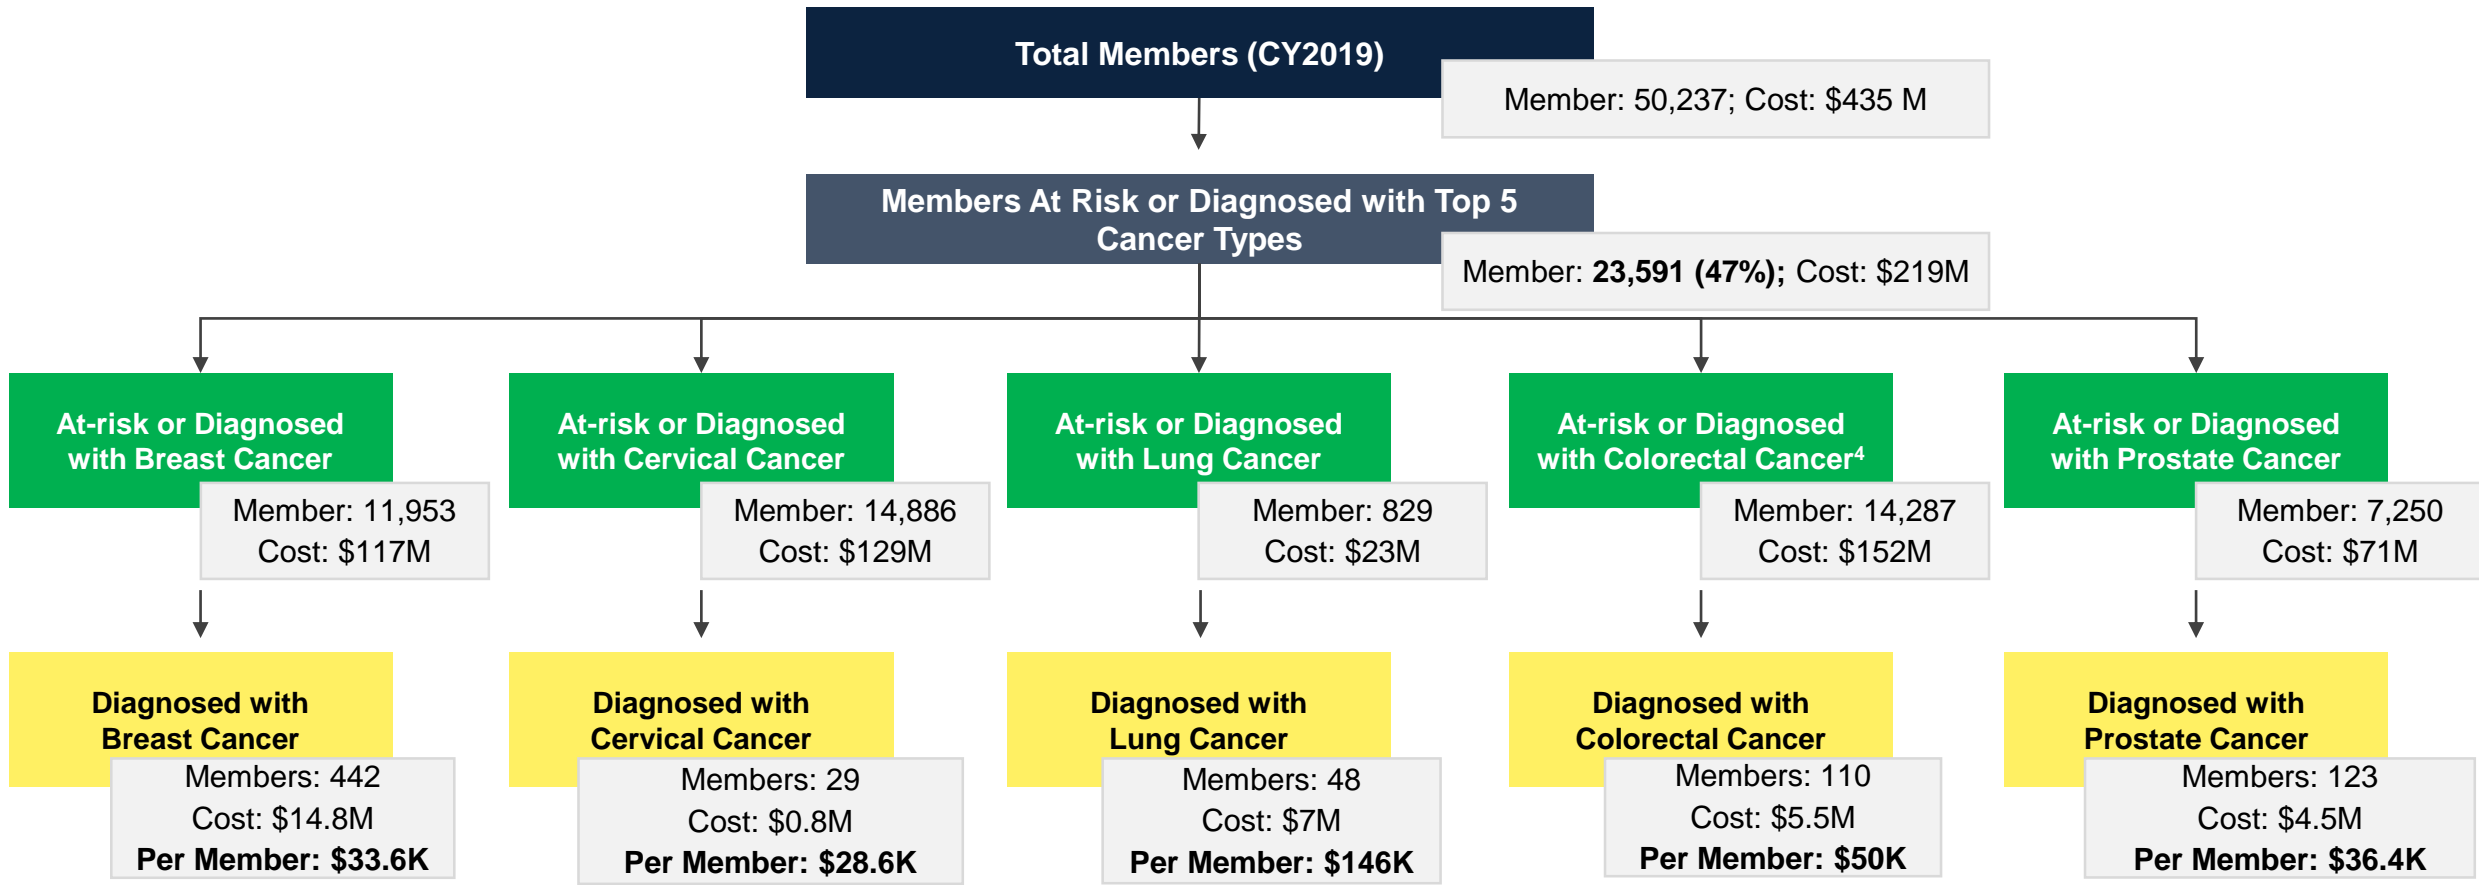 Total Members (CY2019)
Member: 50,237; Cost: $435 M
Members At Risk or Diagnosed with Top 5
Cancer Types
Member: 23,591 (47%); Cost: $219M
At-risk or Diagnosed
with Breast Cancer
Member: 11,953
Cost: $117M
At-risk or Diagnosed
with Cervical Cancer
Member: 14,886
Cost: $129M
At-risk or Diagnosed
with Lung Cancer
Member: 829
Cost: $23M
At-risk or Diagnosed
with Colorectal Cancer⁴
Member: 14,287
Cost: $152M
At-risk or Diagnosed
with Prostate Cancer
Member: 7,250
Cost: $71M
Diagnosed with
Breast Cancer
Members: 442
Cost: $14.8M
Per Member: $33.6K
Diagnosed with
Cervical Cancer
Members: 29
Cost: $0.8M
Per Member: $28.6K
Diagnosed with
Lung Cancer
Members: 48
Cost: $7M
Per Member: $146K
Diagnosed with
Colorectal Cancer
Members: 110
Cost: $5.5M
Per Member: $50K
Diagnosed with
Prostate Cancer
Members: 123
Cost: $4.5M
Per Member: $36.4K